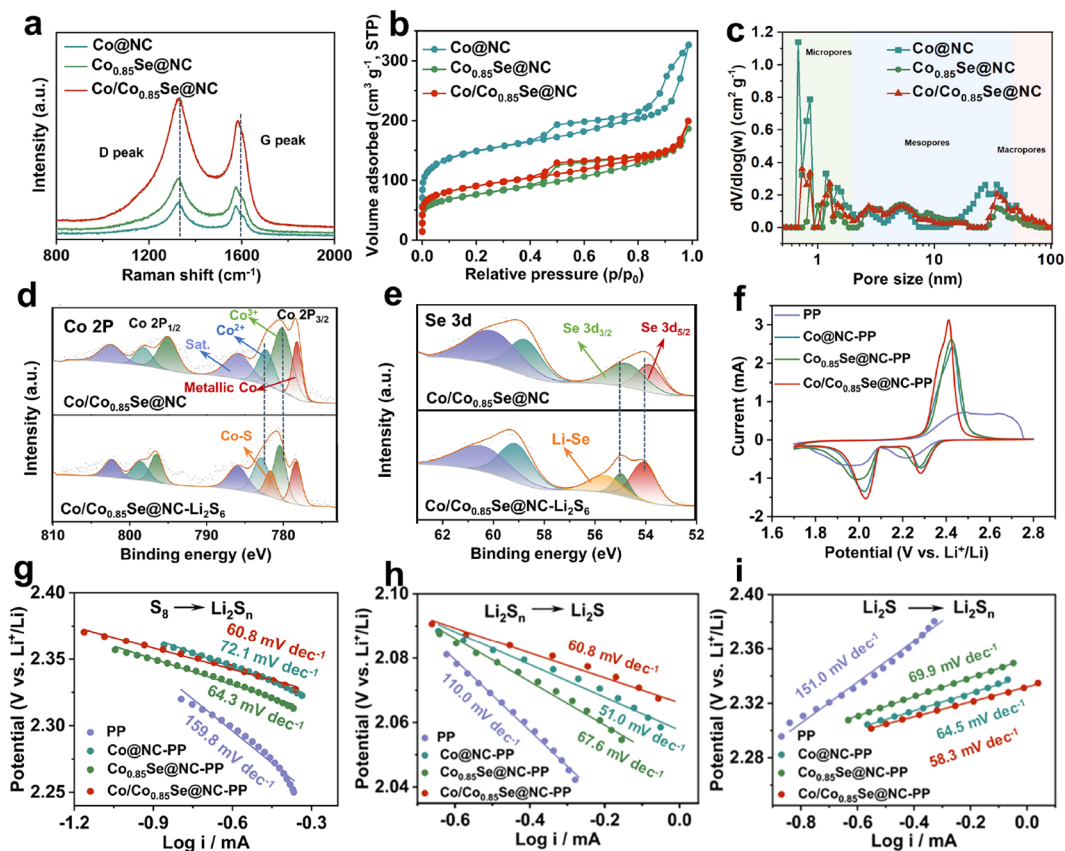 a
Co@NC
Co0.85Se@NC
Co/Co0.85Se@NC
D peak
G peak
Intensity (a.u.)
800 1200 1600 2000
Raman shift (cm-1)
b
Co@NC
Co0.85Se@NC
Co/Co0.85Se@NC
Volume adsorbed (cm3 g-1, STP)
300
200
100
0
0.0 0.2 0.4 0.6 0.8 1.0
Relative pressure (p/p0)
c
Micropores
Co@NC
Co0.85Se@NC
Co/Co0.85Se@NC
Mesopores
Macropores
dV/dlog(w) (cm2 g-1)
1.2
1.0
0.8
0.6
0.4
0.2
0.0
1 10 100
Pore size (nm)
d
Co 2P
Co 2P1/2
Co3+
Co 2P3/2
Co2+
Sat.
Metallic Co
Co/Co0.85Se@NC
Co-S
Co/Co0.85Se@NC-Li2S6
Intensity (a.u.)
810 800 790 780
Binding energy (eV)
e
Se 3d
Se 3d3/2
Se 3d5/2
Co/Co0.85Se@NC
Li-Se
Co/Co0.85Se@NC-Li2S6
Intensity (a.u.)
62 60 58 56 54 52
Binding energy (eV)
f
PP
Co@NC-PP
Co0.85Se@NC-PP
Co/Co0.85Se@NC-PP
Current (mA)
3
2
1
0
-1
-2
1.6 1.8 2.0 2.2 2.4 2.6 2.8
Potential (V vs. Li+/Li)
g
S8 → Li2Sn
60.8 mV dec-1
72.1 mV dec-1
64.3 mV dec-1
159.8 mV dec-1
PP
Co@NC-PP
Co0.85Se@NC-PP
Co/Co0.85Se@NC-PP
Potential (V vs. Li+/Li)
2.40
2.35
2.30
2.25
-1.2 -0.9 -0.6 -0.3
Log i / mA
h
Li2Sn → Li2S
60.8 mV dec-1
51.0 mV dec-1
67.6 mV dec-1
110.0 mV dec-1
PP
Co@NC-PP
Co0.85Se@NC-PP
Co/Co0.85Se@NC-PP
Potential (V vs. Li+/Li)
2.10
2.08
2.06
2.04
-0.6 -0.4 -0.2 0.0
Log i / mA
i
Li2S → Li2Sn
151.0 mV dec-1
69.9 mV dec-1
64.5 mV dec-1
58.3 mV dec-1
PP
Co@NC-PP
Co0.85Se@NC-PP
Co/Co0.85Se@NC-PP
Potential (V vs. Li+/Li)
2.40
2.36
2.32
2.28
2.24
-0.8 -0.4 0.0
Log i / mA